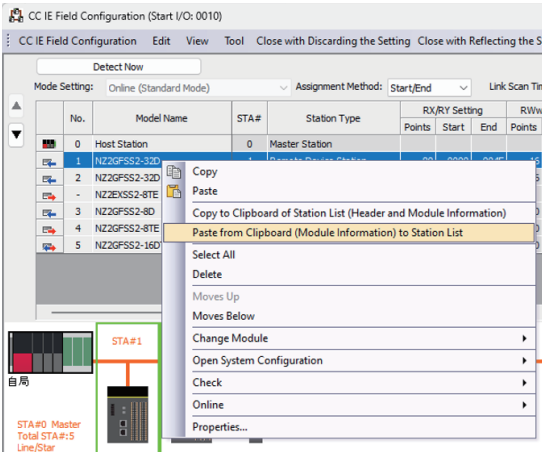 CC IE Field Configuration (Start I/O: 0010)
CC IE Field Configuration Edit View Tool Close with Discarding the Setting Close with Reflecting the S
Detect Now
Mode Setting: Online (Standard Mode) Assignment Method: Start/End Link Scan Tim
No. Model Name STA# Station Type RX/RY Setting RWw
Points Start End Points
0 Host Station 0 Master Station
1 NZ2GFSS2-32D
2 NZ2GFSS2-32D
- NZ2EXSS2-8TE
3 NZ2GFSS2-8D
4 NZ2GFSS2-8TE
5 NZ2GFSS2-16D
Copy
Paste
Copy to Clipboard of Station List (Header and Module Information)
Paste from Clipboard (Module Information) to Station List
Select All
Delete
Moves Up
Moves Below
Change Module
Open System Configuration
Check
Online
Properties...
STA#1
自局
STA#0 Master
Total STA#:5
Line/Star